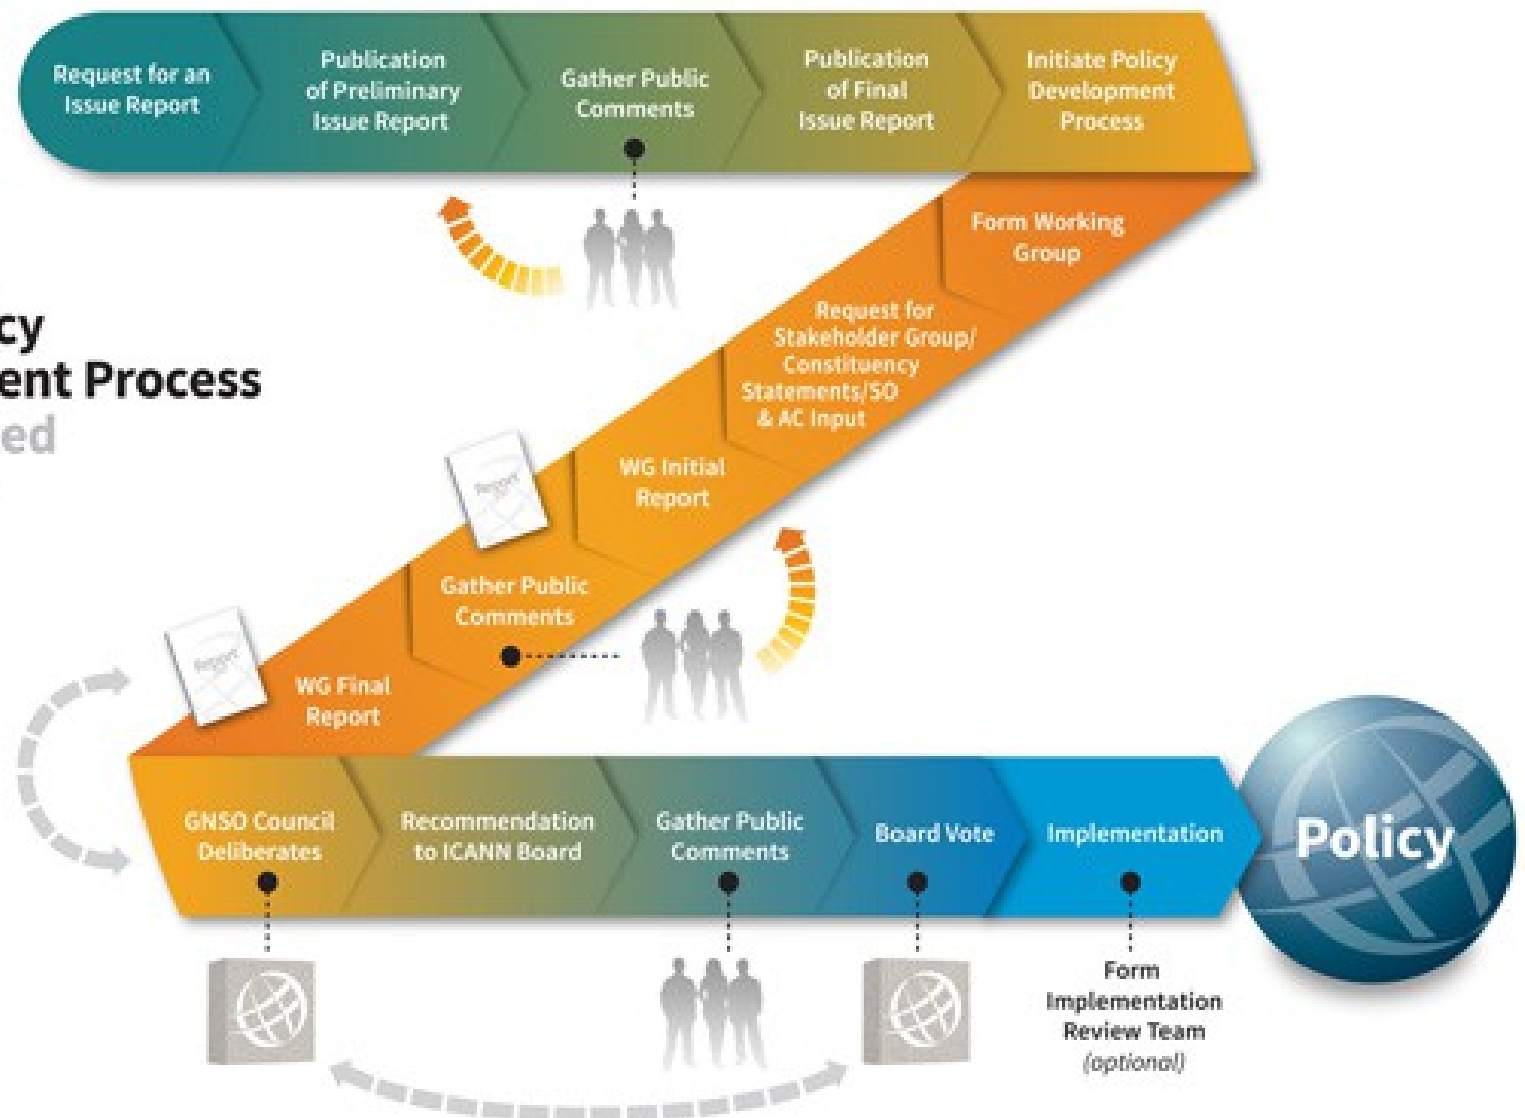 Request for an
Issue Report
Publication
of Preliminary
Issue Report
Gather Public
Comments
Publication
of Final
Issue Report
Initiate Policy
Development
Process
Form Working
Group
Request for
Stakeholder Group/
Constituency
Statements/SO
& AC Input
cy
ent Process
ed
Report
WG Initial
Report
Gather Public
Comments
Report
WG Final
Report
GNSO Council
Deliberates
Recommendation
to ICANN Board
Gather Public
Comments
Board Vote
Implementation
Policy
Form
Implementation
Review Team
(optional)